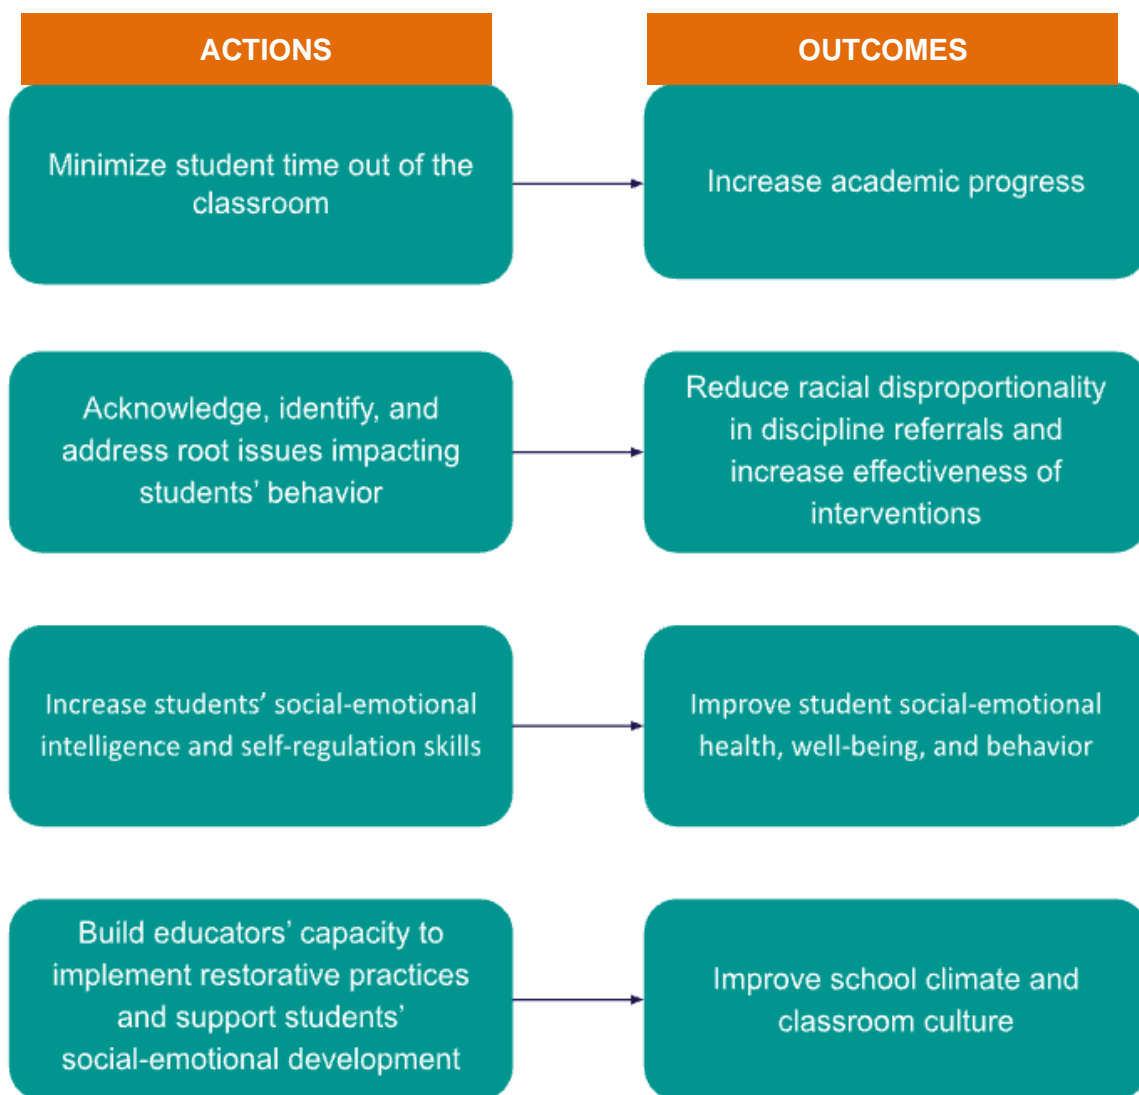 ACTIONS
OUTCOMES
Minimize student time out of the
classroom
Increase academic progress
Acknowledge, identify, and
address root issues impacting
students’ behavior
Reduce racial disproportionality
in discipline referrals and
increase effectiveness of
interventions
Increase students’ social-emotional
intelligence and self-regulation skills
Improve student social-emotional
health, well-being, and behavior
Build educators’ capacity to
implement restorative practices
and support students’
social-emotional development
Improve school climate and
classroom culture